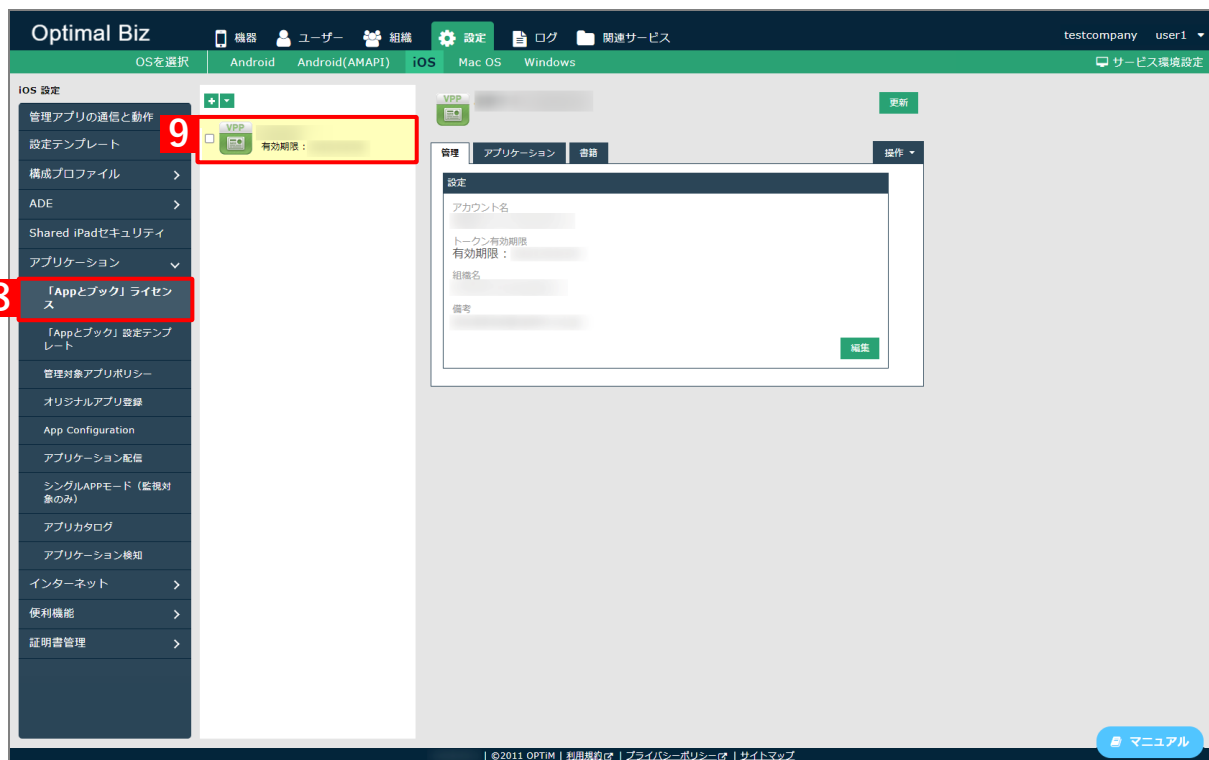 Optimal Biz
機器
ユーザー
組織
設定
ログ
関連サービス
testcompany user1
OSを選択
Android
Android(AMAPI)
iOS
Mac OS
Windows
サービス環境設定
iOS 設定
管理アプリの通信と動作
設定テンプレート
構成プロファイル
ADE
Shared iPadセキュリティ
アプリケーション
「Appとブック」ライセン
ス
「Appとブック」設定テンプ
レート
管理対象アプリポリシー
オリジナルアプリ登録
App Configuration
アプリケーション配信
シングルAPPモード（監視対
象のみ）
アプリカタログ
アプリケーション検知
インターネット
便利機能
証明書管理
9
VPP
有効期限：
VPP
更新
管理
アプリケーション
書籍
操作
設定
アカウント名
トークン有効期限
有効期限：
組織名
備考
編集
マニュアル
| ©2011 OPTiM | 利用規約 | プライバシーポリシー | サイトマップ